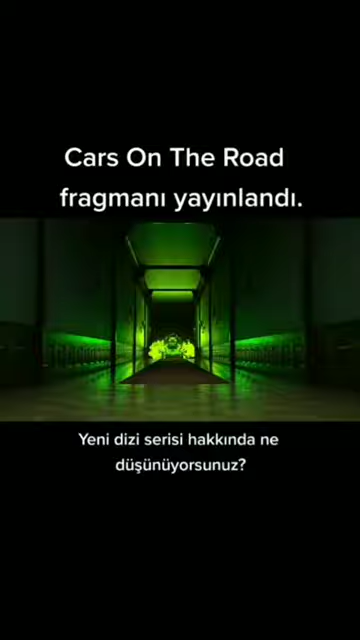 Cars On The Road
fragmanı yayınlandı.
Yeni dizi serisi hakkında ne
düşünüyorsunuz?